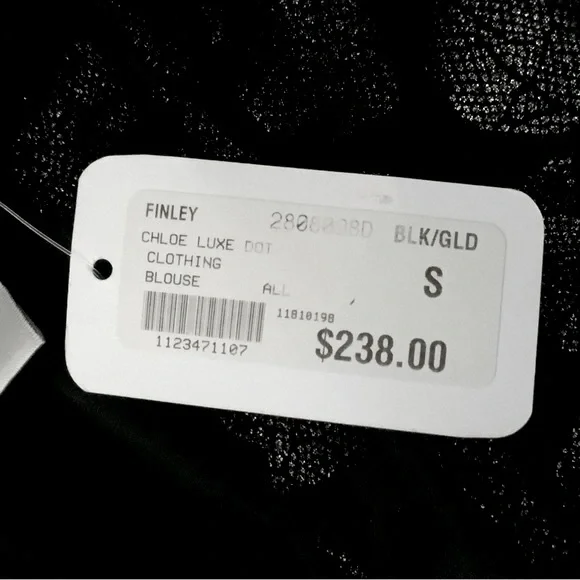 FINLEY BLK/GLD
CHLOE LUXE DOT
CLOTHING S
BLOUSE ALL
11810198
1123471107 $238.00